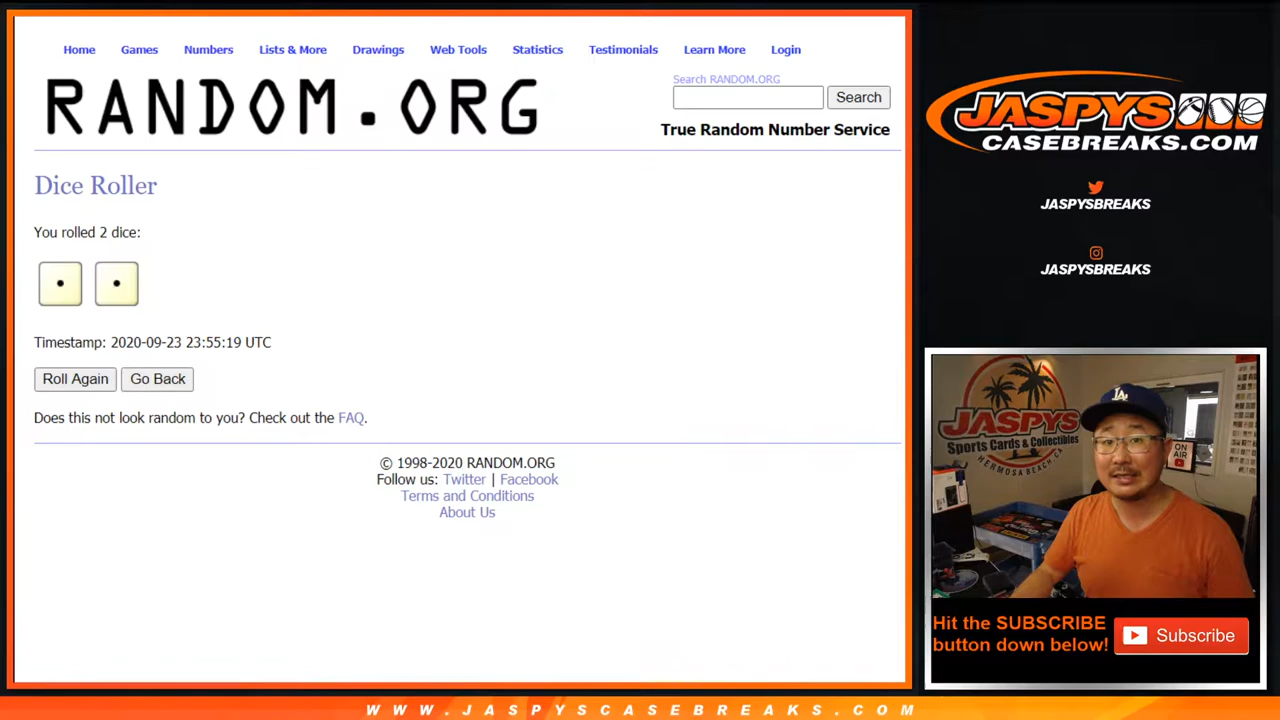 Home Games Numbers Lists & More Drawings Web Tools Statistics Testimonials Learn More Login
RANDOM.ORG
Search RANDOM.ORG
Search
True Random Number Service
Dice Roller
You rolled 2 dice:
Timestamp: 2020-09-23 23:55:19 UTC
Roll Again Go Back
Does this not look random to you? Check out the FAQ.
© 1998-2020 RANDOM.ORG
Follow us: Twitter | Facebook
Terms and Conditions
About Us
JASPYS
CASEBREAKS.COM
JASPYSBREAKS
JASPYSBREAKS
JASPYS
Sports Cards & Collectibles
HERMOSA BEACH, CA
LA
ON
AIR
Hit the SUBSCRIBE
button down below!
Subscribe
WWW.JASPYSCASEBREAKS.COM